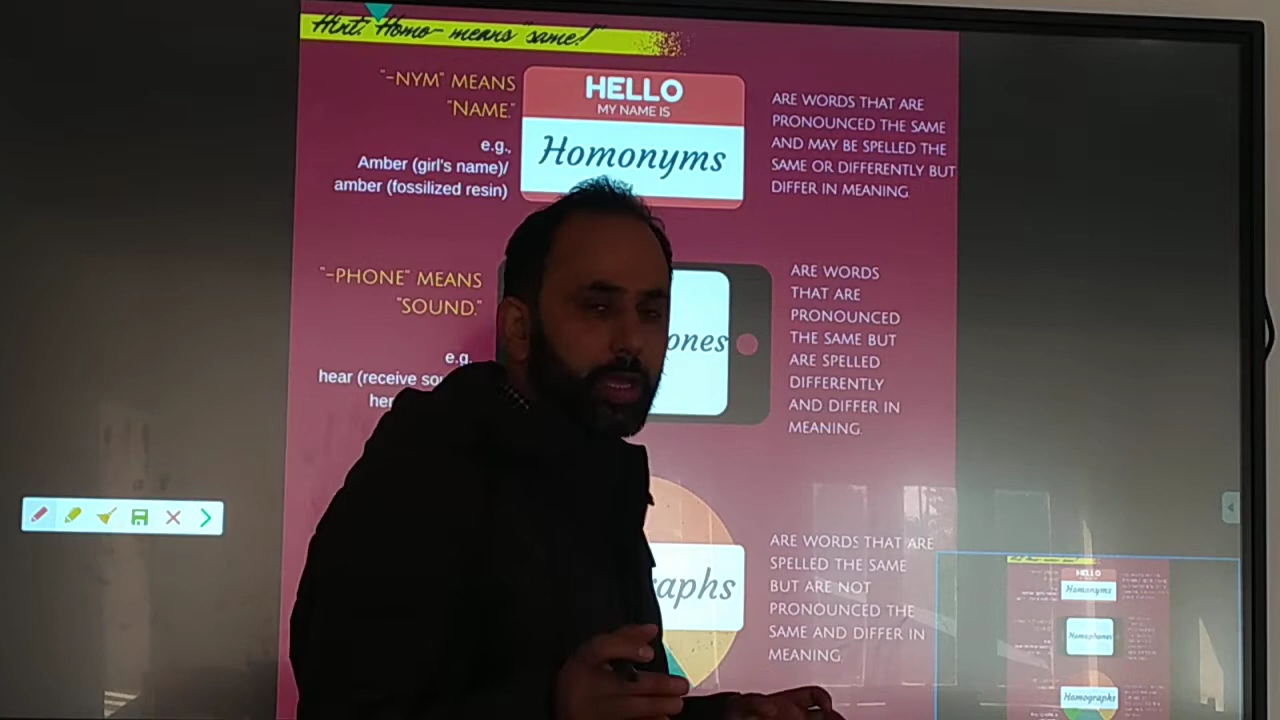 Hint: Homo- means "same!"
"-NYM" MEANS
"NAME."
e.g.,
Amber (girl's name)/
amber (fossilized resin)
HELLO
MY NAME IS
Homonyms
ARE WORDS THAT ARE
PRONOUNCED THE SAME
AND MAY BE SPELLED THE
SAME OR DIFFERENTLY BUT
DIFFER IN MEANING.
"-PHONE" MEANS
"SOUND."
e.g.
hear (receive
ones
ARE WORDS
THAT ARE
PRONOUNCED
THE SAME BUT
ARE SPELLED
DIFFERENTLY
AND DIFFER IN
MEANING.
graphs
ARE WORDS THAT ARE
SPELLED THE SAME
BUT ARE NOT
PRONOUNCED THE
SAME AND DIFFER IN
MEANING.
HELLO
Homonyms
Homophones
Homographs